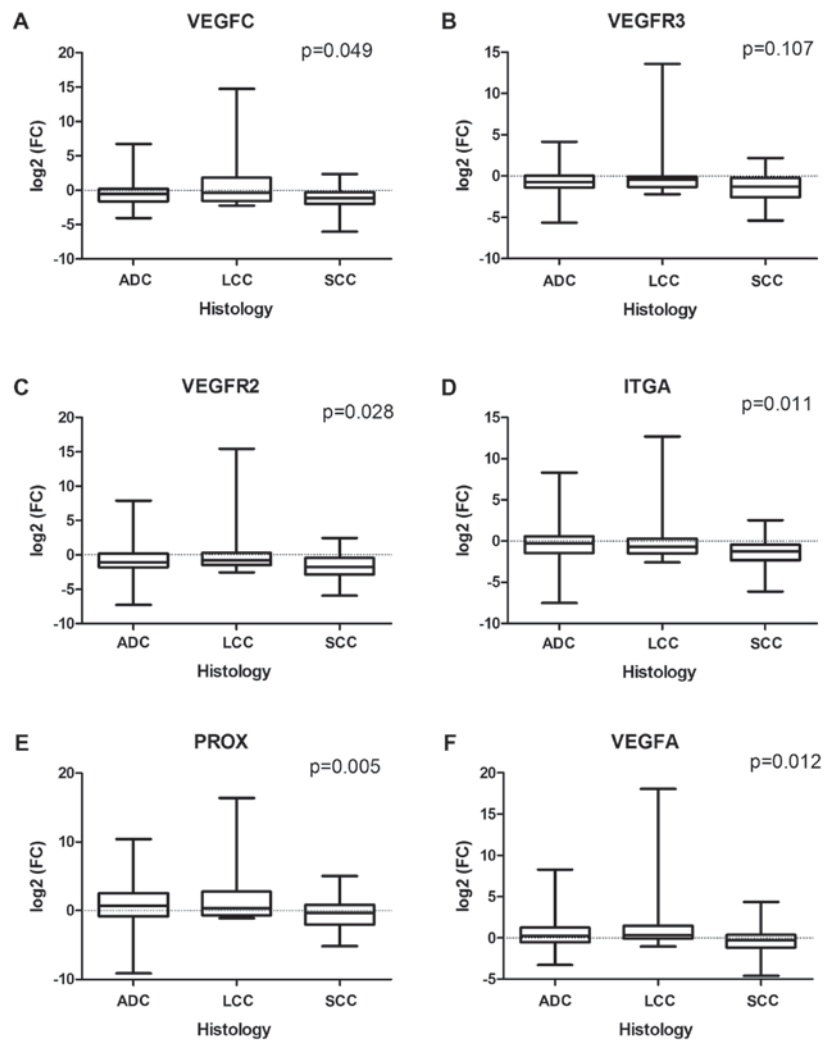 A
VEGFC
p=0.049
log2 (FC)
20
15
10
5
0
-5
-10
ADC LCC SCC
Histology
B
VEGFR3
p=0.107
log2 (FC)
15
10
5
0
-5
-10
ADC LCC SCC
Histology
C
VEGFR2
p=0.028
log2 (FC)
20
15
10
5
0
-5
-10
ADC LCC SCC
Histology
D
ITGA
p=0.011
log2 (FC)
15
10
5
0
-5
-10
ADC LCC SCC
Histology
E
PROX
p=0.005
log2 (FC)
20
10
0
-10
ADC LCC SCC
Histology
F
VEGFA
p=0.012
log2 (FC)
20
15
10
5
0
-5
ADC LCC SCC
Histology